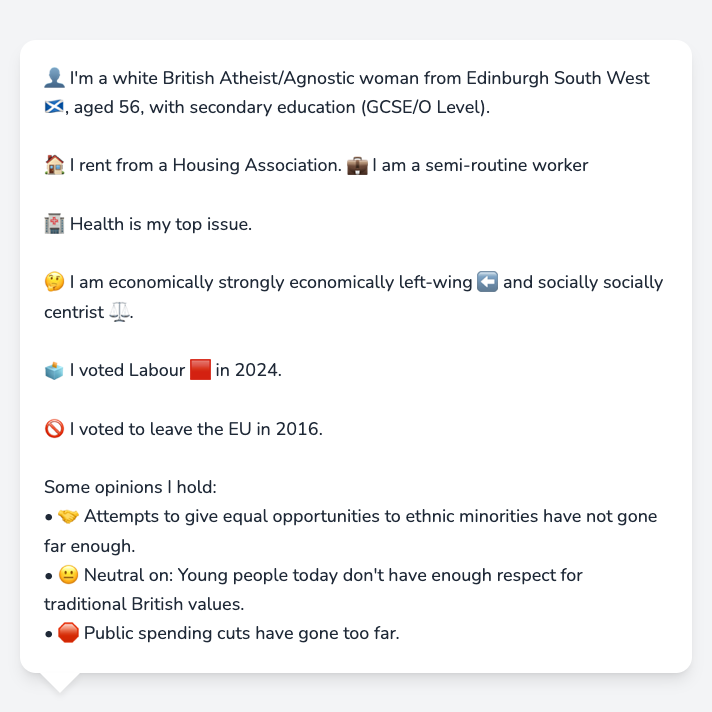 👤 I'm a white British Atheist/Agnostic woman from Edinburgh South West
🏴󠁧󠁢󠁳󠁣󠁴󠁿, aged 56, with secondary education (GCSE/O Level).
🏠 I rent from a Housing Association. 💼 I am a semi-routine worker
🏥 Health is my top issue.
🤔 I am economically strongly economically left-wing ⬅️ and socially socially
centrist ⚖️.
🗳️ I voted Labour 🟥 in 2024.
🚫 I voted to leave the EU in 2016.
Some opinions I hold:
• 🤝 Attempts to give equal opportunities to ethnic minorities have not gone
far enough.
• 😐 Neutral on: Young people today don't have enough respect for
traditional British values.
• 🛑 Public spending cuts have gone too far.